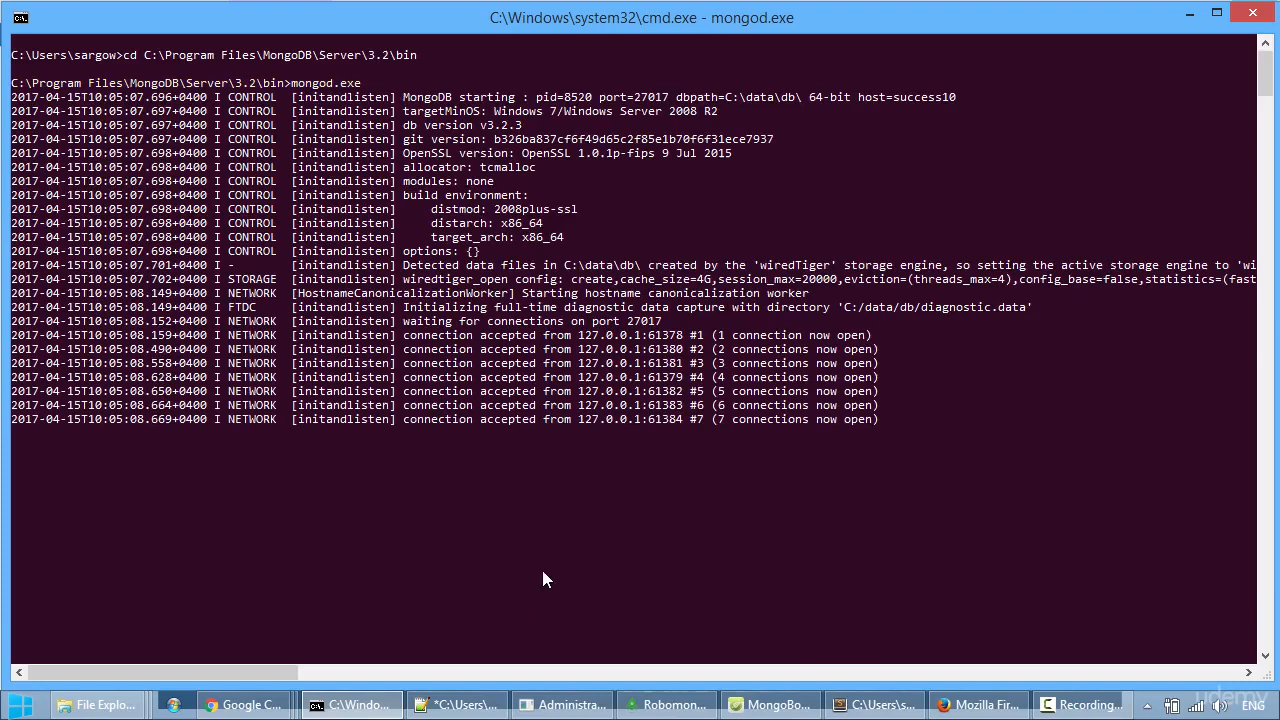 C:\Windows\system32\cmd.exe - mongod.exe
C:\Users\sargow>cd C:\Program Files\MongoDB\Server\3.2\bin
C:\Program Files\MongoDB\Server\3.2\bin>mongod.exe
2017-04-15T10:05:07.696+0400 I CONTROL  [initandlisten] MongoDB starting : pid=8520 port=27017 dbpath=C:\data\db\ 64-bit host=success10
2017-04-15T10:05:07.697+0400 I CONTROL  [initandlisten] targetMinOS: Windows 7/Windows Server 2008 R2
2017-04-15T10:05:07.697+0400 I CONTROL  [initandlisten] db version v3.2.3
2017-04-15T10:05:07.697+0400 I CONTROL  [initandlisten] git version: b326ba837cf6f49d65c2f85e1b70f6f31ece7937
2017-04-15T10:05:07.698+0400 I CONTROL  [initandlisten] OpenSSL version: OpenSSL 1.0.1p-fips 9 Jul 2015
2017-04-15T10:05:07.698+0400 I CONTROL  [initandlisten] allocator: tcmalloc
2017-04-15T10:05:07.698+0400 I CONTROL  [initandlisten] modules: none
2017-04-15T10:05:07.698+0400 I CONTROL  [initandlisten] build environment:
2017-04-15T10:05:07.698+0400 I CONTROL  [initandlisten]     distmod: 2008plus-ssl
2017-04-15T10:05:07.698+0400 I CONTROL  [initandlisten]     distarch: x86_64
2017-04-15T10:05:07.698+0400 I CONTROL  [initandlisten]     target_arch: x86_64
2017-04-15T10:05:07.698+0400 I CONTROL  [initandlisten] options: {}
2017-04-15T10:05:07.701+0400 I -        [initandlisten] Detected data files in C:\data\db\ created by the 'wiredTiger' storage engine, so setting the active storage engine to 'wi
2017-04-15T10:05:07.702+0400 I STORAGE  [initandlisten] wiredtiger_open config: create,cache_size=4G,session_max=20000,eviction=(threads_max=4),config_base=false,statistics=(fast
2017-04-15T10:05:08.149+0400 I NETWORK  [HostnameCanonicalizationWorker] Starting hostname canonicalization worker
2017-04-15T10:05:08.149+0400 I FTDC     [initandlisten] Initializing full-time diagnostic data capture with directory 'C:/data/db/diagnostic.data'
2017-04-15T10:05:08.152+0400 I NETWORK  [initandlisten] waiting for connections on port 27017
2017-04-15T10:05:08.159+0400 I NETWORK  [initandlisten] connection accepted from 127.0.0.1:61378 #1 (1 connection now open)
2017-04-15T10:05:08.490+0400 I NETWORK  [initandlisten] connection accepted from 127.0.0.1:61380 #2 (2 connections now open)
2017-04-15T10:05:08.558+0400 I NETWORK  [initandlisten] connection accepted from 127.0.0.1:61381 #3 (3 connections now open)
2017-04-15T10:05:08.628+0400 I NETWORK  [initandlisten] connection accepted from 127.0.0.1:61379 #4 (4 connections now open)
2017-04-15T10:05:08.650+0400 I NETWORK  [initandlisten] connection accepted from 127.0.0.1:61382 #5 (5 connections now open)
2017-04-15T10:05:08.664+0400 I NETWORK  [initandlisten] connection accepted from 127.0.0.1:61383 #6 (6 connections now open)
2017-04-15T10:05:08.669+0400 I NETWORK  [initandlisten] connection accepted from 127.0.0.1:61384 #7 (7 connections now open)
File Explo... Google C... C:\Windo... *C:\Users\... Administra... Robomon... MongoBo... C:\Users\s... Mozilla Fir... Recording... ENG
udemy